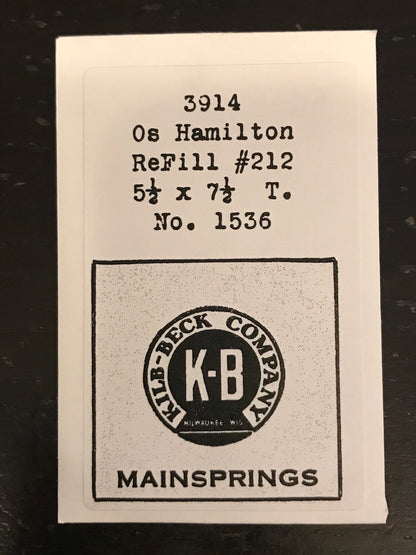 3914
0s Hamilton
ReFill #212
5½ x 7½ T.
No. 1536
KILB-BECK COMPANY
K-B
MILWAUKEE, WIS
MAINSPRINGS